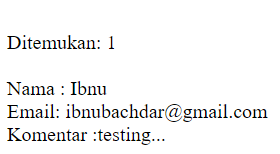 Ditemukan: 1
Nama : Ibnu
Email: ibnubachdar@gmail.com
Komentar :testing...